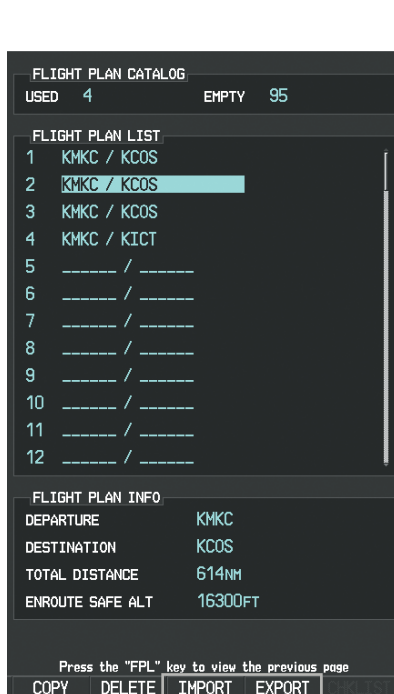 FLIGHT PLAN CATALOG
USED 4 EMPTY 95
FLIGHT PLAN LIST
1 KMKC / KCOS
2 KMKC / KCOS
3 KMKC / KCOS
4 KMKC / KICT
5 ______ / ______
6 ______ / ______
7 ______ / ______
8 ______ / ______
9 ______ / ______
10 ______ / ______
11 ______ / ______
12 ______ / ______
FLIGHT PLAN INFO
DEPARTURE KMKC
DESTINATION KCOS
TOTAL DISTANCE 614NM
ENROUTE SAFE ALT 16300FT
Press the "FPL" key to view the previous page
COPY DELETE IMPORT EXPORT CHKLIST